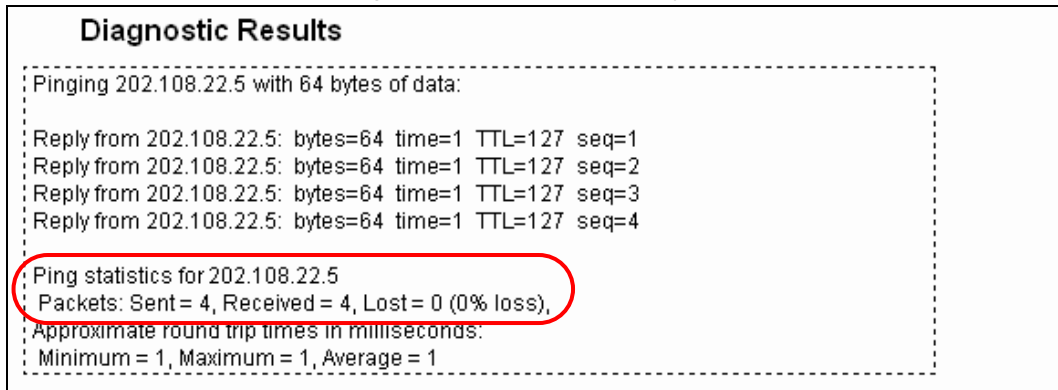 Diagnostic Results
Pinging 202.108.22.5 with 64 bytes of data:
Reply from 202.108.22.5: bytes=64 time=1 TTL=127 seq=1
Reply from 202.108.22.5: bytes=64 time=1 TTL=127 seq=2
Reply from 202.108.22.5: bytes=64 time=1 TTL=127 seq=3
Reply from 202.108.22.5: bytes=64 time=1 TTL=127 seq=4
Ping statistics for 202.108.22.5
Packets: Sent = 4, Received = 4, Lost = 0 (0% loss),
Approximate round trip times in milliseconds:
Minimum = 1, Maximum = 1, Average = 1